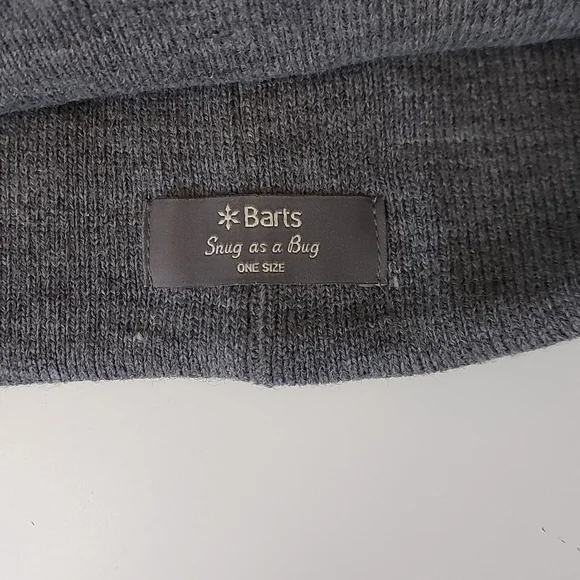 Barts
Snug as a Bug
ONE SIZE